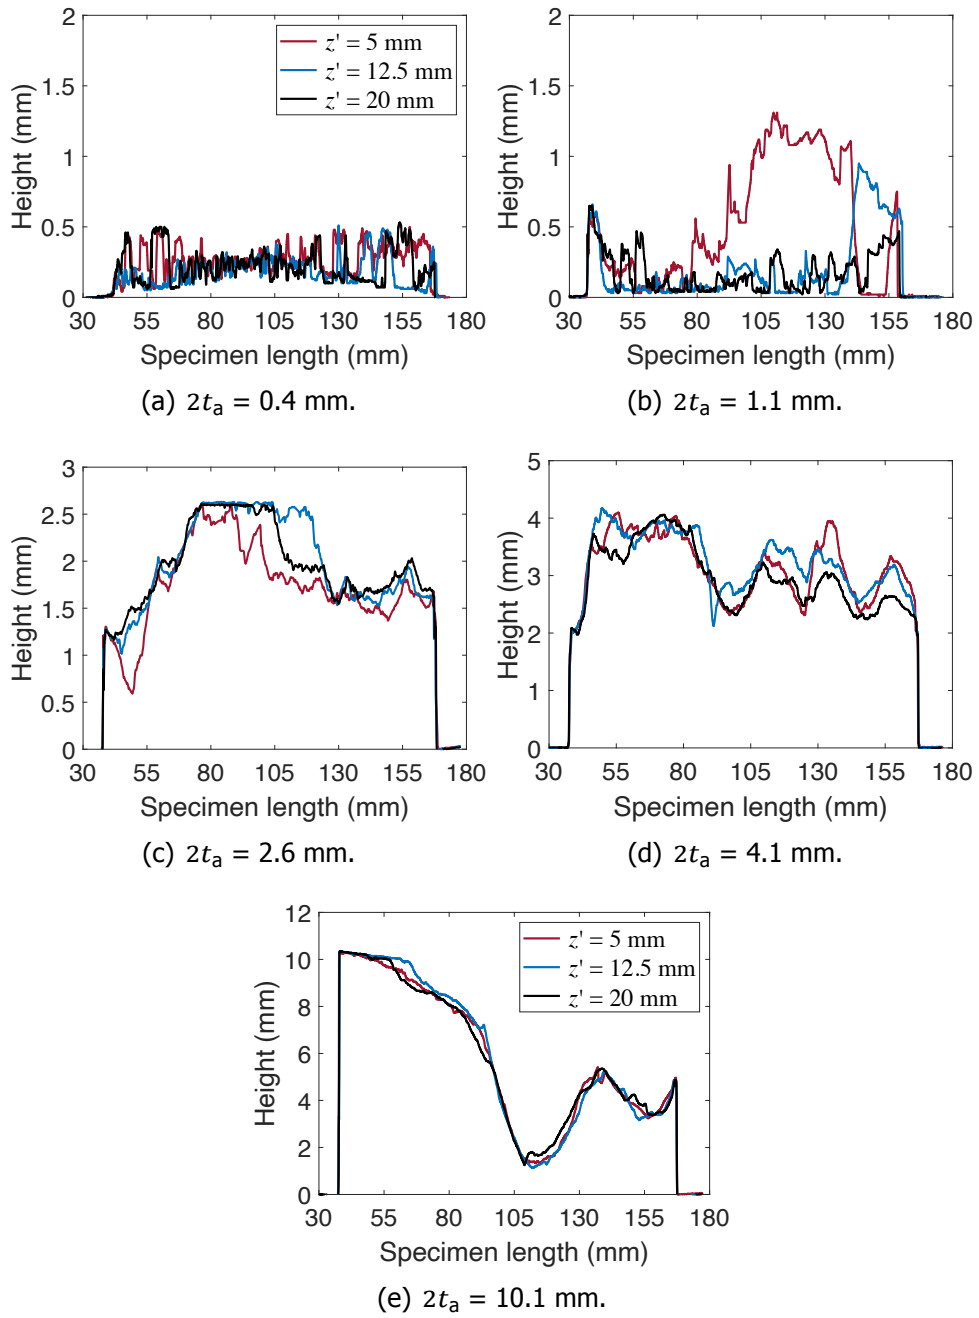 2
1.5
1
0.5
0
Height (mm)
z' = 5 mm
z' = 12.5 mm
z' = 20 mm
30 55 80 105 130 155 180
Specimen length (mm)
(a) 2tₐ = 0.4 mm.
2
1.5
1
0.5
0
Height (mm)
30 55 80 105 130 155 180
Specimen length (mm)
(b) 2tₐ = 1.1 mm.
3
2.5
2
1.5
1
0.5
0
Height (mm)
30 55 80 105 130 155 180
Specimen length (mm)
(c) 2tₐ = 2.6 mm.
5
4
3
2
1
0
Height (mm)
30 55 80 105 130 155 180
Specimen length (mm)
(d) 2tₐ = 4.1 mm.
12
10
8
6
4
2
0
Height (mm)
z' = 5 mm
z' = 12.5 mm
z' = 20 mm
30 55 80 105 130 155 180
Specimen length (mm)
(e) 2tₐ = 10.1 mm.